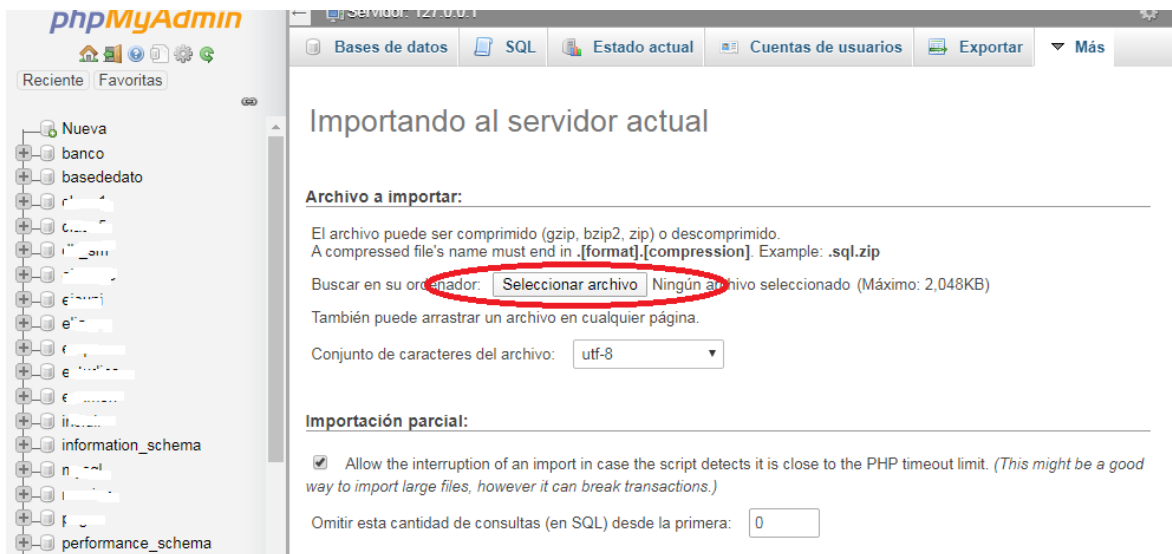 phpMyAdmin
Reciente Favoritas
Nueva
banco
basededato
information_schema
performance_schema
Servidor: 127.0.0.1
Bases de datos SQL Estado actual Cuentas de usuarios Exportar Más
Importando al servidor actual
Archivo a importar:
El archivo puede ser comprimido (gzip, bzip2, zip) o descomprimido.
A compressed file's name must end in .[format].[compression]. Example: .sql.zip
Buscar en su ordenador: Seleccionar archivo Ningún archivo seleccionado (Máximo: 2,048KB)
También puede arrastrar un archivo en cualquier página.
Conjunto de caracteres del archivo: utf-8
Importación parcial:
Allow the interruption of an import in case the script detects it is close to the PHP timeout limit. (This might be a good
way to import large files, however it can break transactions.)
Omitir esta cantidad de consultas (en SQL) desde la primera: 0